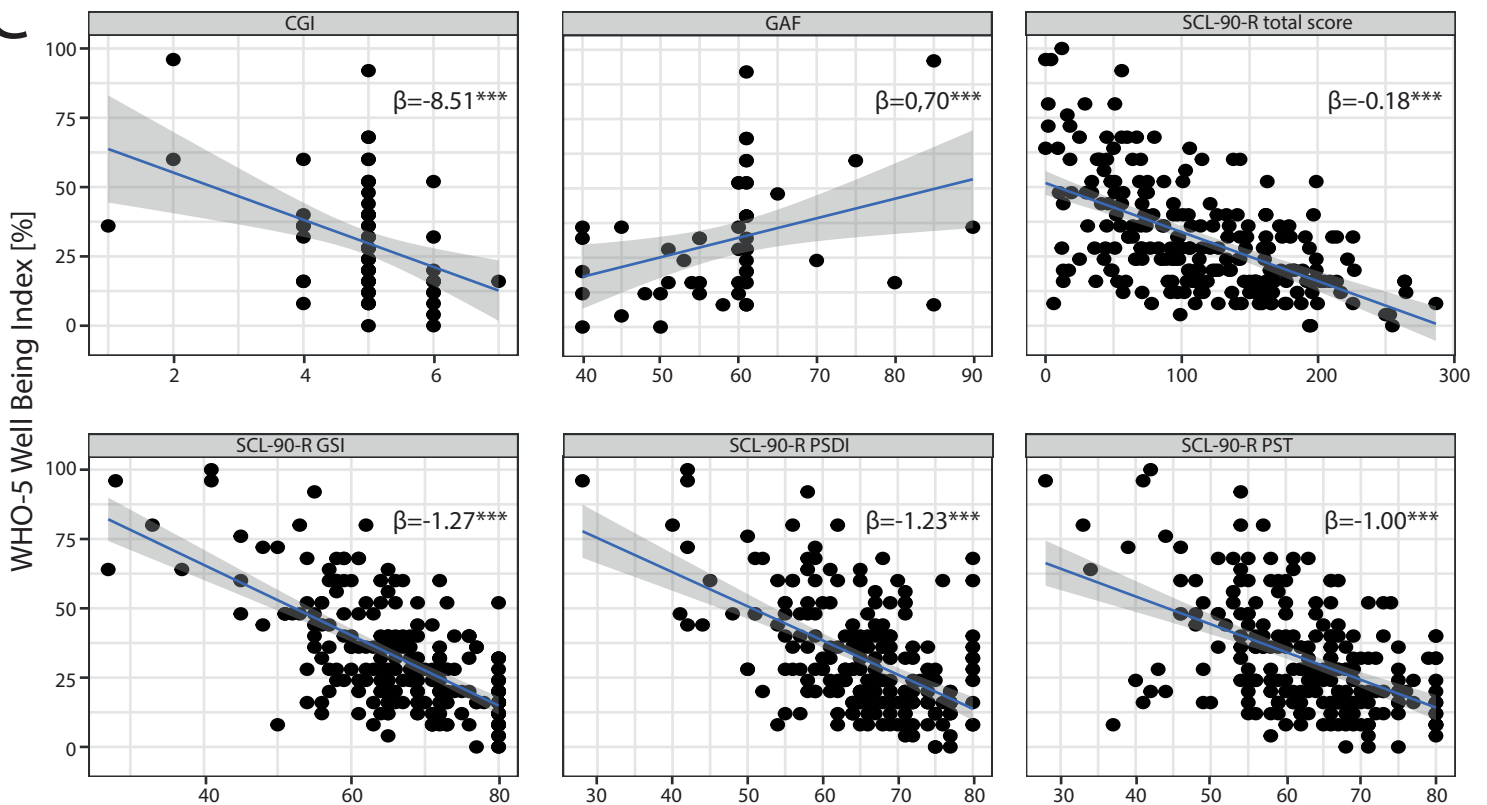 CGI GAF SCL-90-R total score
100
75
50
25
0
β=-8.51*** β=0,70*** β=-0.18***
2 4 6 40 50 60 70 80 90 0 100 200 300
WHO-5 Well Being Index [%]
SCL-90-R GSI SCL-90-R PSDI SCL-90-R PST
100
75
50
25
0
β=-1.27*** β=-1.23*** β=-1.00***
40 60 80 30 40 50 60 70 80 30 40 50 60 70 80